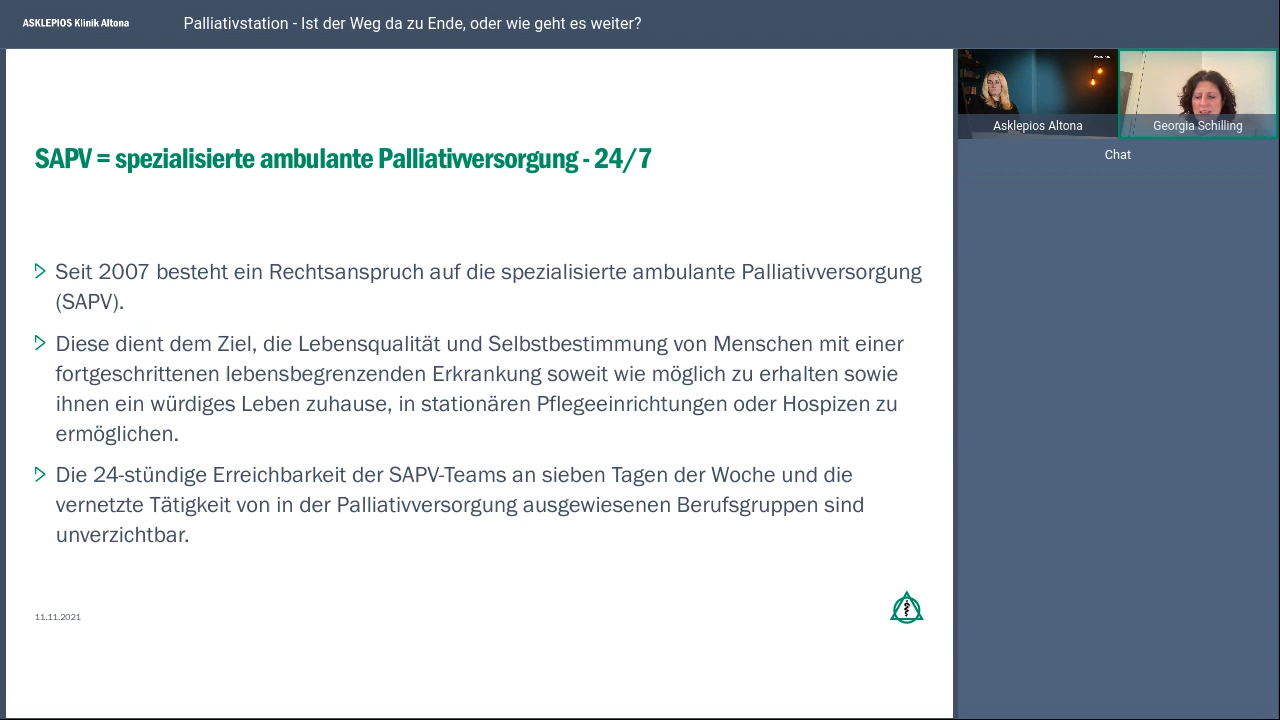 ASKLEPIOS Klinik Altona
Palliativstation - Ist der Weg da zu Ende, oder wie geht es weiter?
SAPV = spezialisierte ambulante Palliativversorgung - 24/7
Seit 2007 besteht ein Rechtsanspruch auf die spezialisierte ambulante Palliativversorgung
(SAPV).
Diese dient dem Ziel, die Lebensqualität und Selbstbestimmung von Menschen mit einer
fortgeschrittenen lebensbegrenzenden Erkrankung soweit wie möglich zu erhalten sowie
ihnen ein würdiges Leben zuhause, in stationären Pflegeeinrichtungen oder Hospizen zu
ermöglichen.
Die 24-stündige Erreichbarkeit der SAPV-Teams an sieben Tagen der Woche und die
vernetzte Tätigkeit von in der Palliativversorgung ausgewiesenen Berufsgruppen sind
unverzichtbar.
11.11.2021
Asklepios Altona
Georgia Schilling
Chat